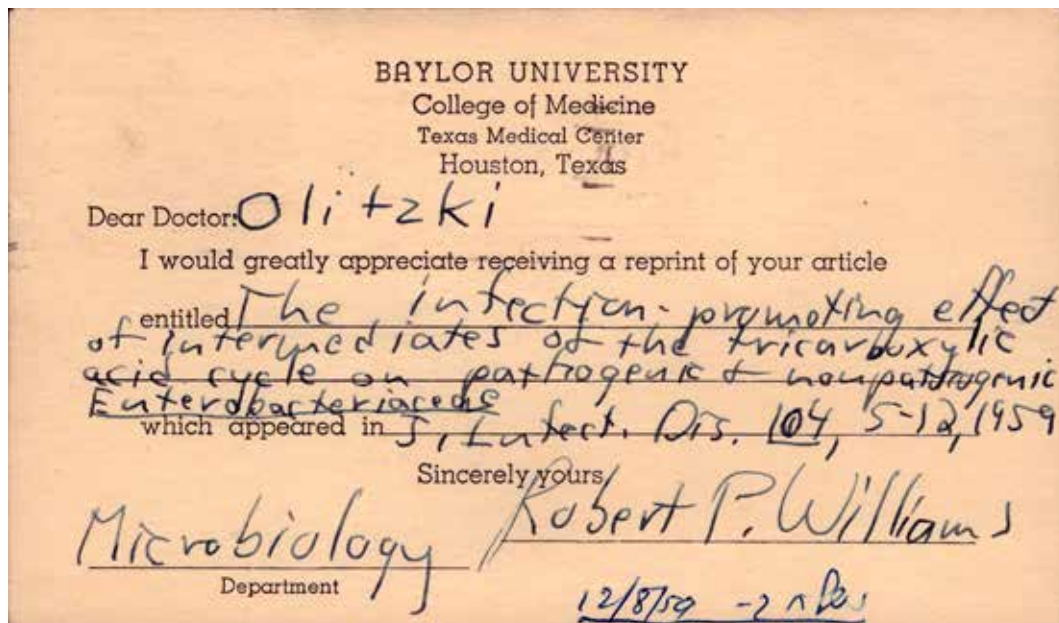 BAYLOR UNIVERSITY
College of Medicine
Texas Medical Center
Houston, Texas
Dear Doctor: Olitzki
I would greatly appreciate receiving a reprint of your article
entitled The infection-promoting effect
of intermediates of the tricarboxylic
acid cycle on pathogenic & nonpathogenic
Enterobacteriaceae
which appeared in J. Infect. Dis. 104, 5-12, 1959
Sincerely yours,
Microbiology Robert P. Williams
Department
12/8/59 -2